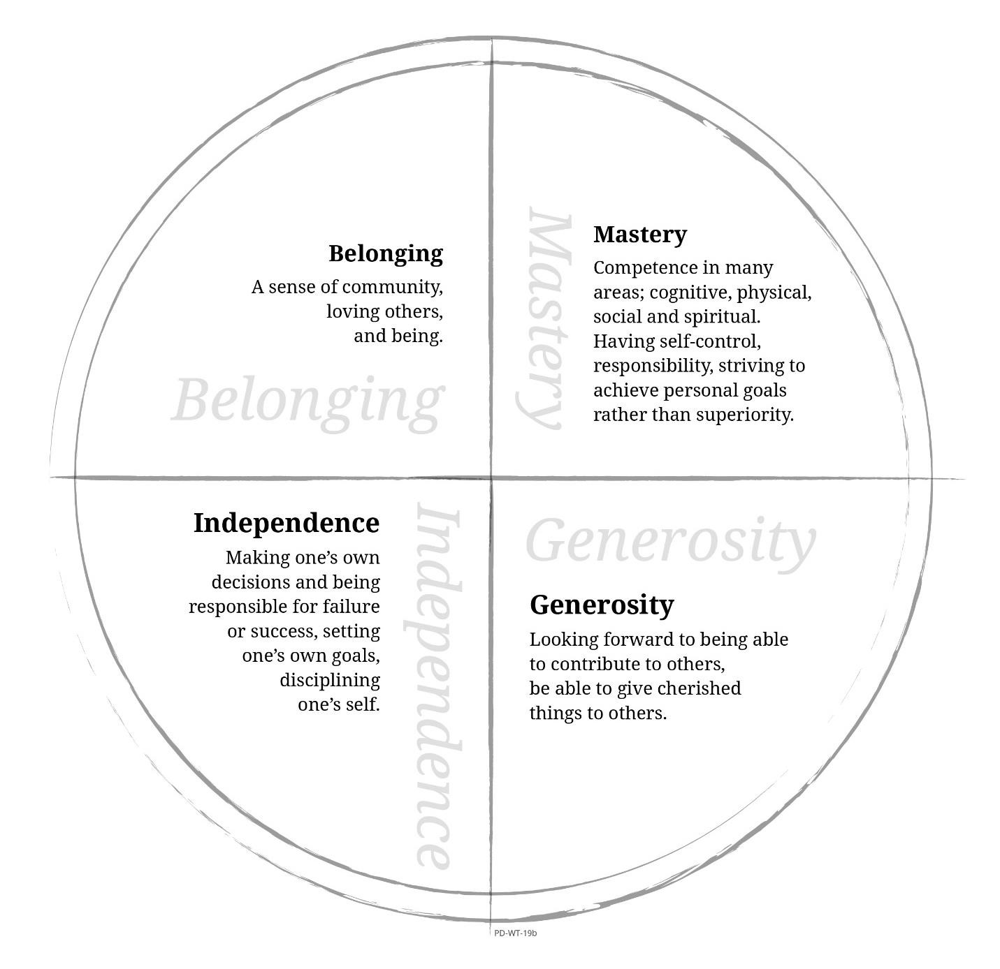 Belonging
A sense of community,
loving others,
and being.
Belonging
Mastery
Mastery
Competence in many
areas; cognitive, physical,
social and spiritual.
Having self-control,
responsibility, striving to
achieve personal goals
rather than superiority.
Independence
Making one’s own
decisions and being
responsible for failure
or success, setting
one’s own goals,
disciplining
one’s self.
Independence
Generosity
Generosity
Looking forward to being able
to contribute to others,
be able to give cherished
things to others.
PD-WT-19b